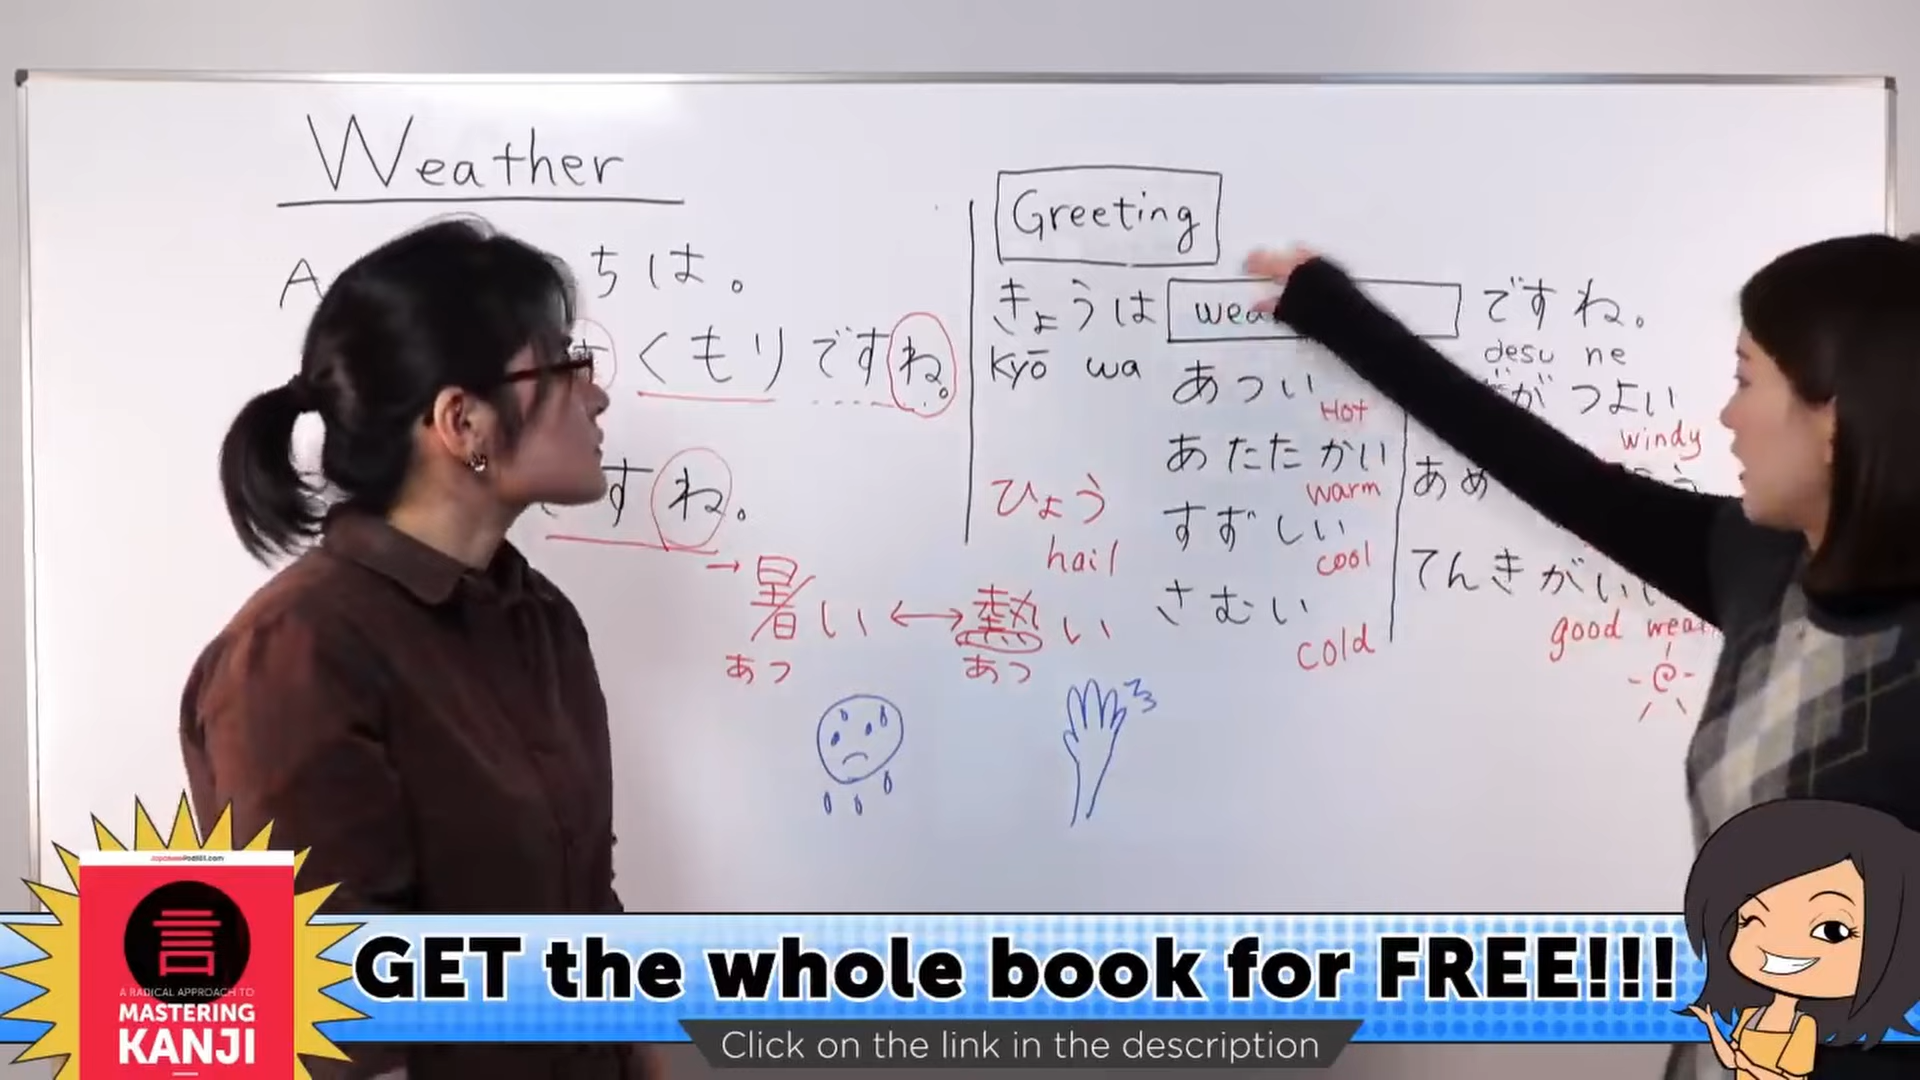 Weather
A ちは。
くもりですね。
すね。
→暑い ←→ 熱い
あつ
あつ
Greeting
きょうは
ですね。
kyō wa
desu ne
あつい
Hot
あたたかい
warm
すずしい
cool
さむい
cold
ひょう
hail
がつよい
windy
あめ
てんきがいい
good
JapanesePod101.com
言
A RADICAL APPROACH TO
MASTERING
KANJI
GET the whole book for FREE!!!
Click on the link in the description